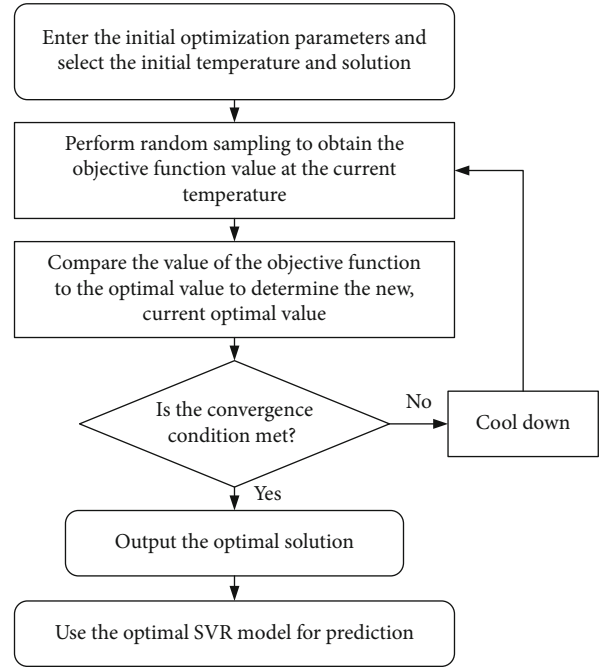 Enter the initial optimization parameters and
select the initial temperature and solution
Perform random sampling to obtain the
objective function value at the current
temperature
Compare the value of the objective function
to the optimal value to determine the new,
current optimal value
Is the convergence
condition met?
No
Cool down
Yes
Output the optimal solution
Use the optimal SVR model for prediction